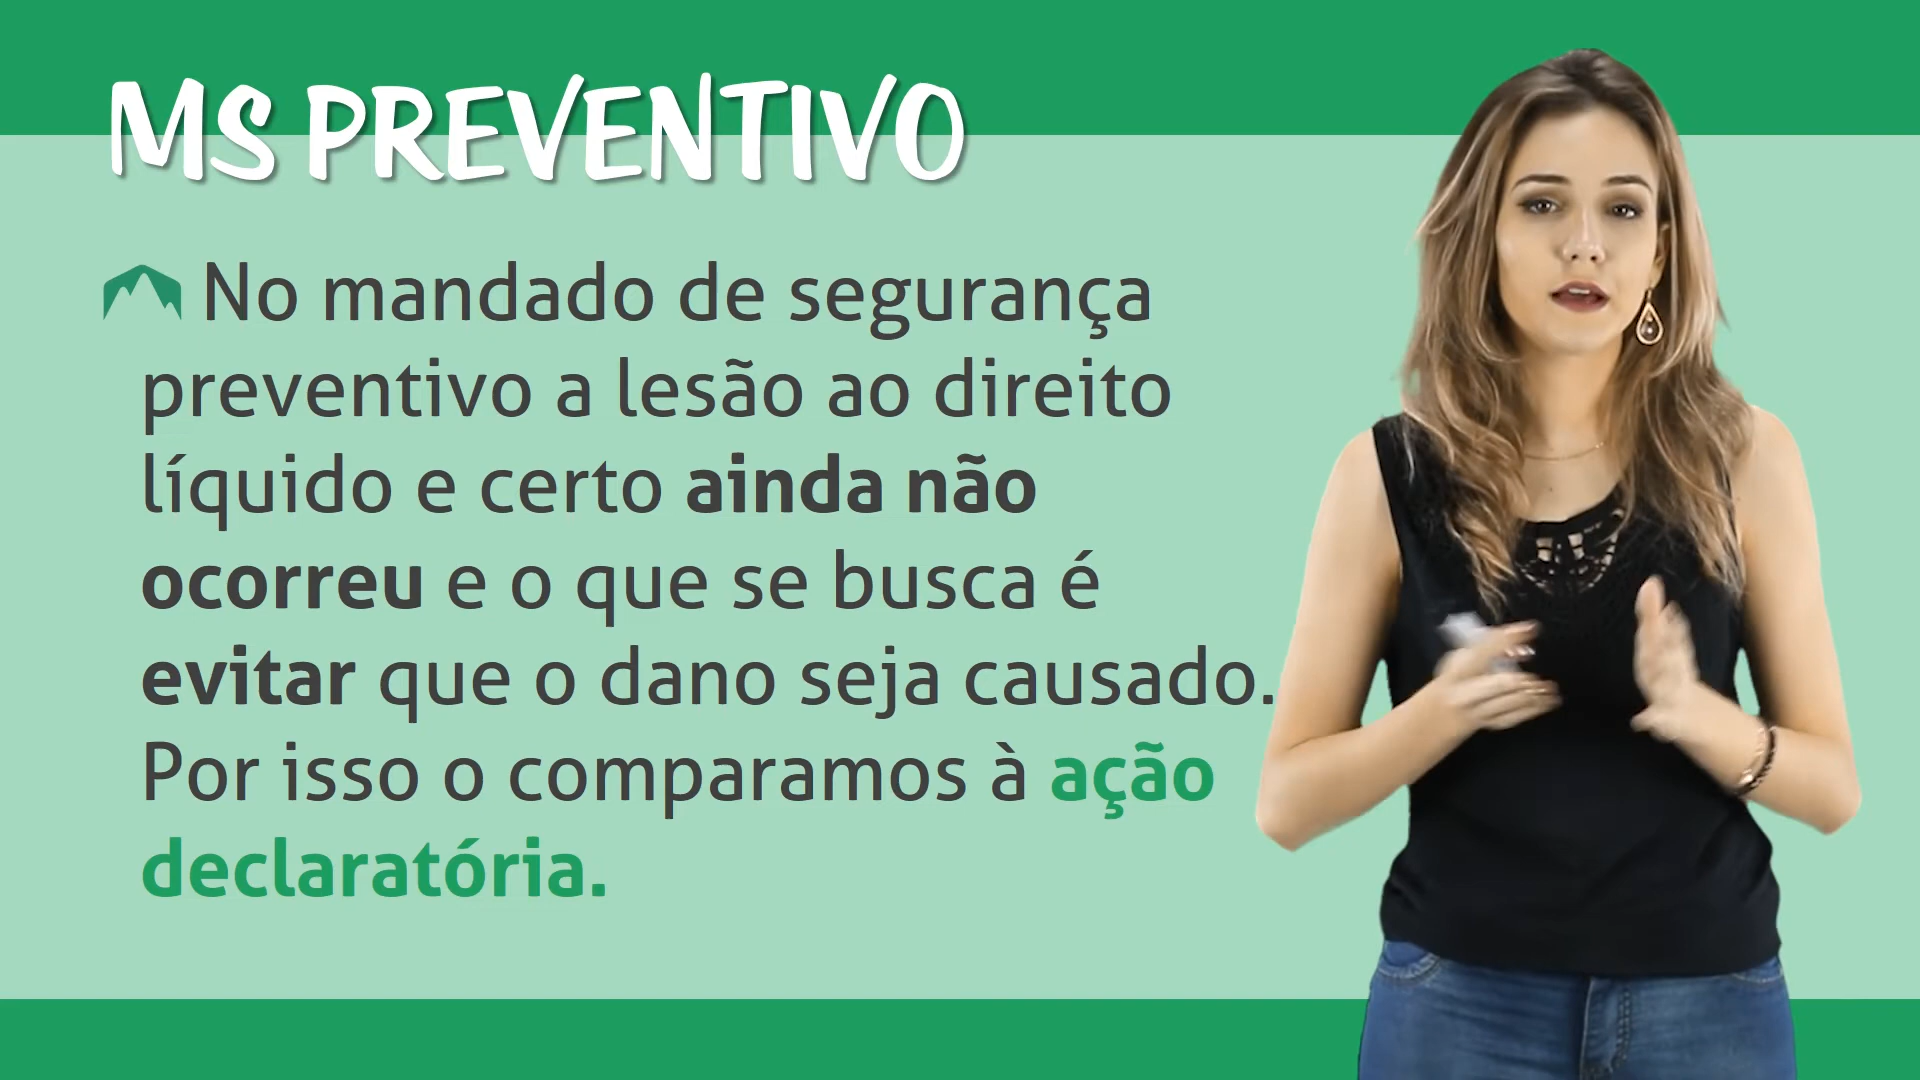 MS PREVENTIVO
No mandado de segurança
preventivo a lesão ao direito
líquido e certo ainda não
ocorreu e o que se busca é
evitar que o dano seja causado.
Por isso o comparamos à ação
declaratória.